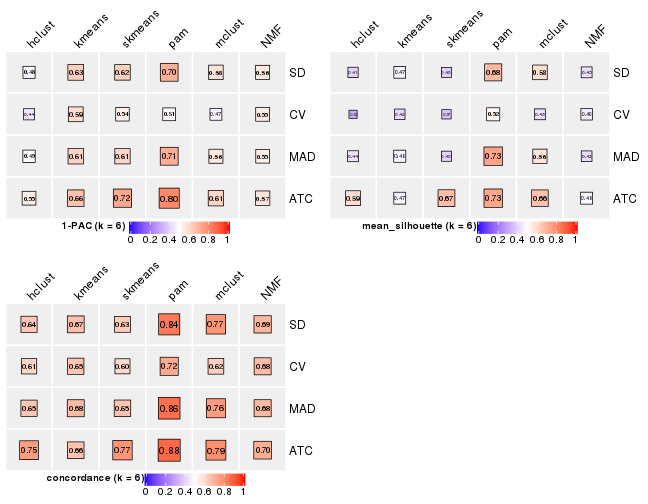 hclust kmeans skmeans pam mclust NMF
0.48 0.63 0.62 0.70 0.58 0.56 SD
0.44 0.59 0.54 0.51 0.47 0.55 CV
0.49 0.61 0.61 0.71 0.56 0.55 MAD
0.55 0.66 0.72 0.80 0.61 0.57 ATC
1-PAC (k = 6)
0 0.2 0.4 0.6 0.8 1
hclust kmeans skmeans pam mclust NMF
0.41 0.47 0.68 0.58 SD
0.52 CV
0.44 0.48 0.73 0.56 MAD
0.59 0.47 0.67 0.73 0.66 ATC
mean_silhouette (k = 6)
0 0.2 0.4 0.6 0.8 1
hclust kmeans skmeans pam mclust NMF
0.64 0.67 0.63 0.84 0.77 0.69 SD
0.61 0.65 0.60 0.72 0.62 0.68 CV
0.65 0.68 0.65 0.86 0.76 0.68 MAD
0.75 0.66 0.77 0.88 0.79 0.70 ATC
concordance (k = 6)
0 0.2 0.4 0.6 0.8 1